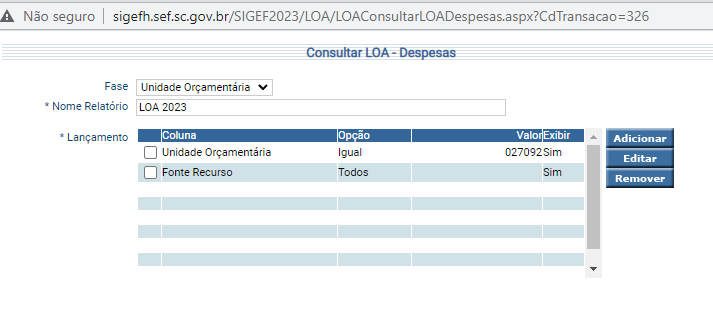 Não seguro | sigefh.sef.sc.gov.br/SIGEF2023/LOA/LOAConsultarLOADespesas.aspx?CdTransacao=326
Consultar LOA - Despesas
Fase Unidade Orçamentária
* Nome Relatório LOA 2023
* Lançamento Coluna Opção Valor Exibir Adicionar
Unidade Orçamentária Igual 027092 Sim Editar
Fonte Recurso Todos Sim Remover